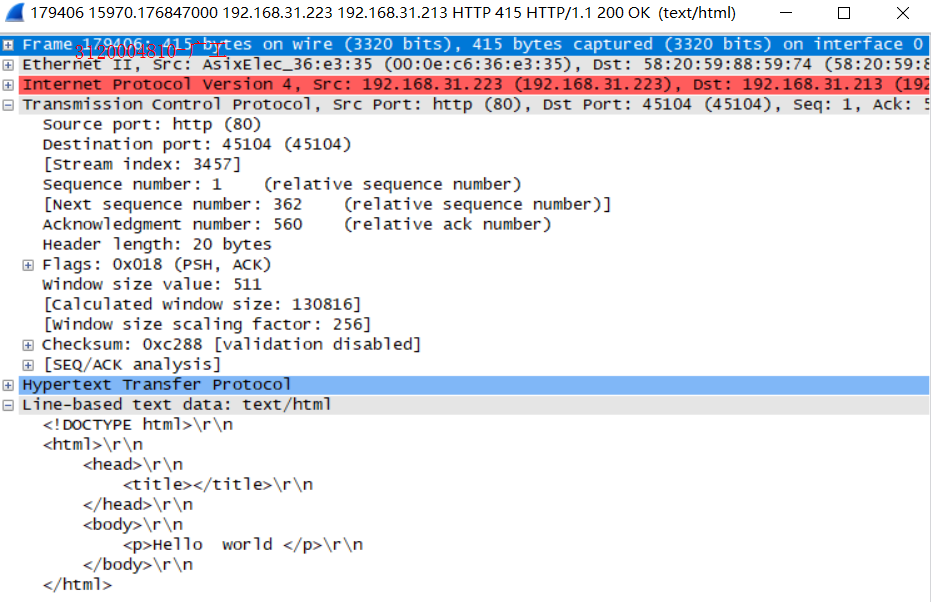 179406 15970.176847000 192.168.31.223 192.168.31.213 HTTP 415 HTTP/1.1 200 OK (text/html)
Frame 179406: 415 bytes on wire (3320 bits), 415 bytes captured (3320 bits) on interface 0
3120004810
Ethernet II, Src: AsixElec_36:e3:35 (00:0e:c6:36:e3:35), Dst: 58:20:59:88:59:74 (58:20:59:8
Internet Protocol Version 4, Src: 192.168.31.223 (192.168.31.223), Dst: 192.168.31.213 (192
Transmission Control Protocol, Src Port: http (80), Dst Port: 45104 (45104), Seq: 1, Ack: 5
Source port: http (80)
Destination port: 45104 (45104)
[Stream index: 3457]
Sequence number: 1    (relative sequence number)
[Next sequence number: 362    (relative sequence number)]
Acknowledgment number: 560    (relative ack number)
Header length: 20 bytes
Flags: 0x018 (PSH, ACK)
Window size value: 511
[Calculated window size: 130816]
[Window size scaling factor: 256]
Checksum: 0xc288 [validation disabled]
[SEQ/ACK analysis]
Hypertext Transfer Protocol
Line-based text data: text/html
<!DOCTYPE html>\r\n
<html>\r\n
<head>\r\n
<title></title>\r\n
</head>\r\n
<body>\r\n
<p>Hello  world </p>\r\n
</body>\r\n
</html>